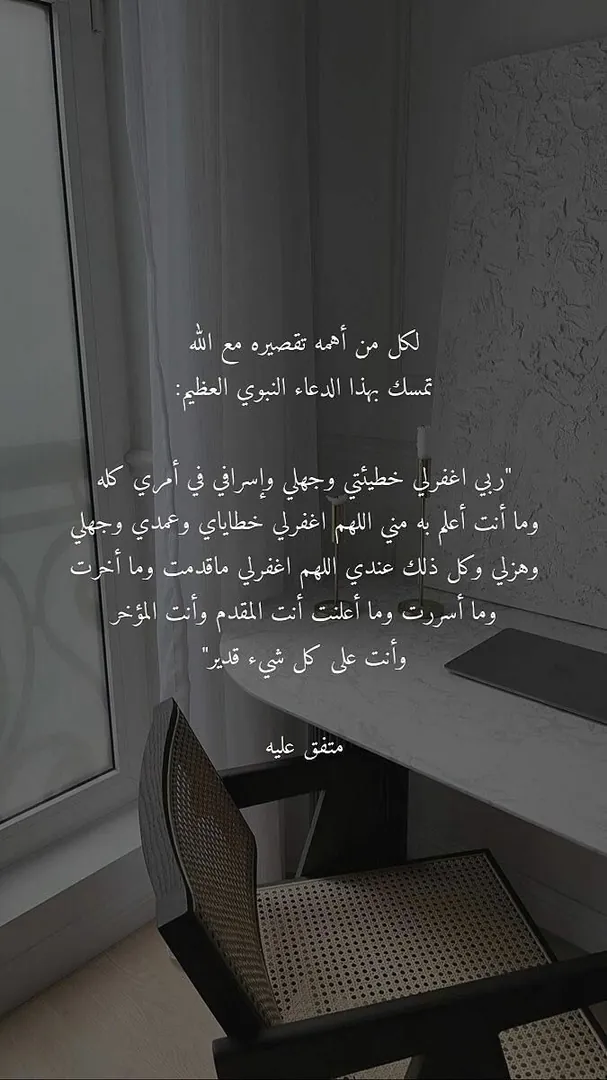 لكل من أهمه تقصيره مع الله
تمسك بهذا الدعاء النبوي العظيم:
"ربي اغفرلي خطيئتي وجهلي وإسرافي في أمري كله
وما أنت أعلم به مني اللهم اغفرلي خطاياي وعمدي وجهلي
وهزلي وكل ذلك عندي اللهم اغفرلي ماقدمت وما أخرت
وما أسررت وما أعلنت أنت المقدم وأنت المؤخر
وأنت على كل شيء قدير"
متفق عليه